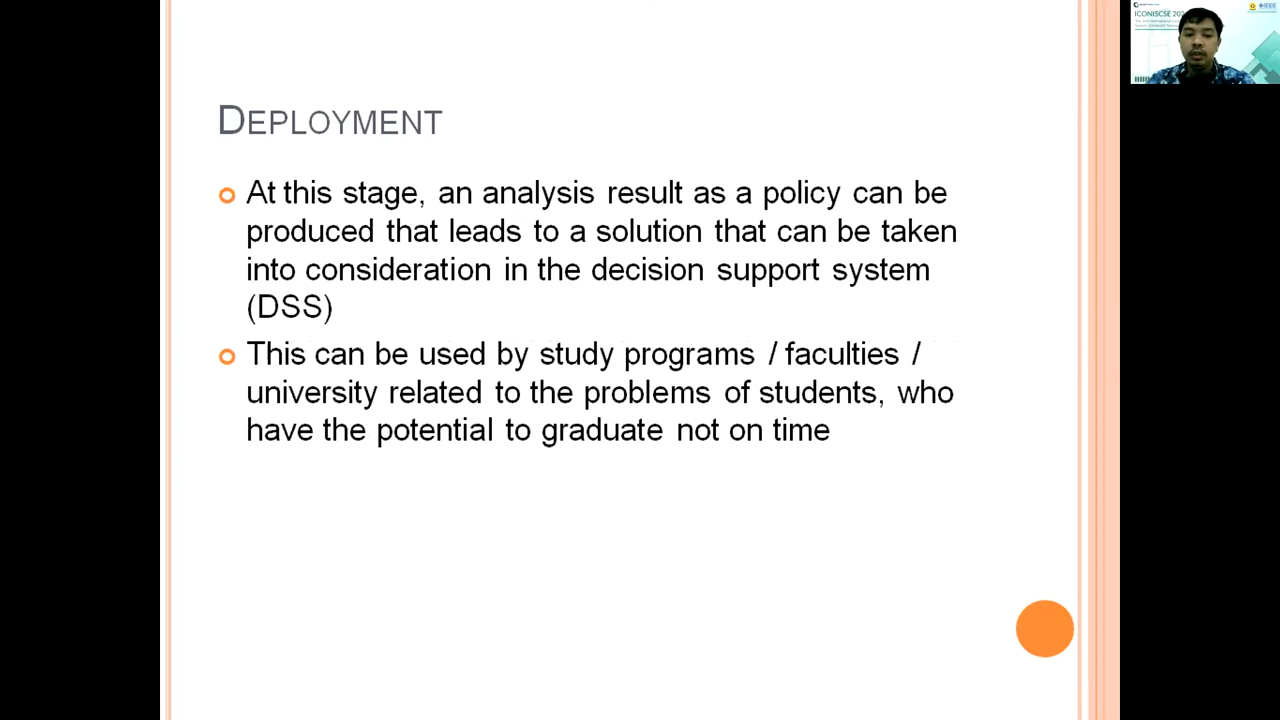 DEPLOYMENT
At this stage, an analysis result as a policy can be
produced that leads to a solution that can be taken
into consideration in the decision support system
(DSS)
This can be used by study programs / faculties /
university related to the problems of students, who
have the potential to graduate not on time
ICONISCSE 202
IEEE